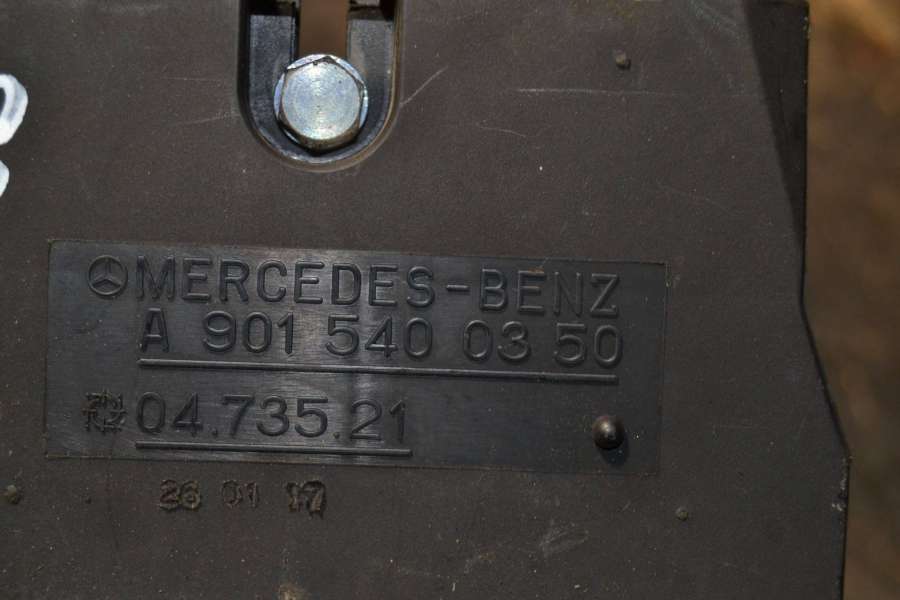 MERCEDES-BENZ
A 901 540 03 50
04.735.21
26 01 17